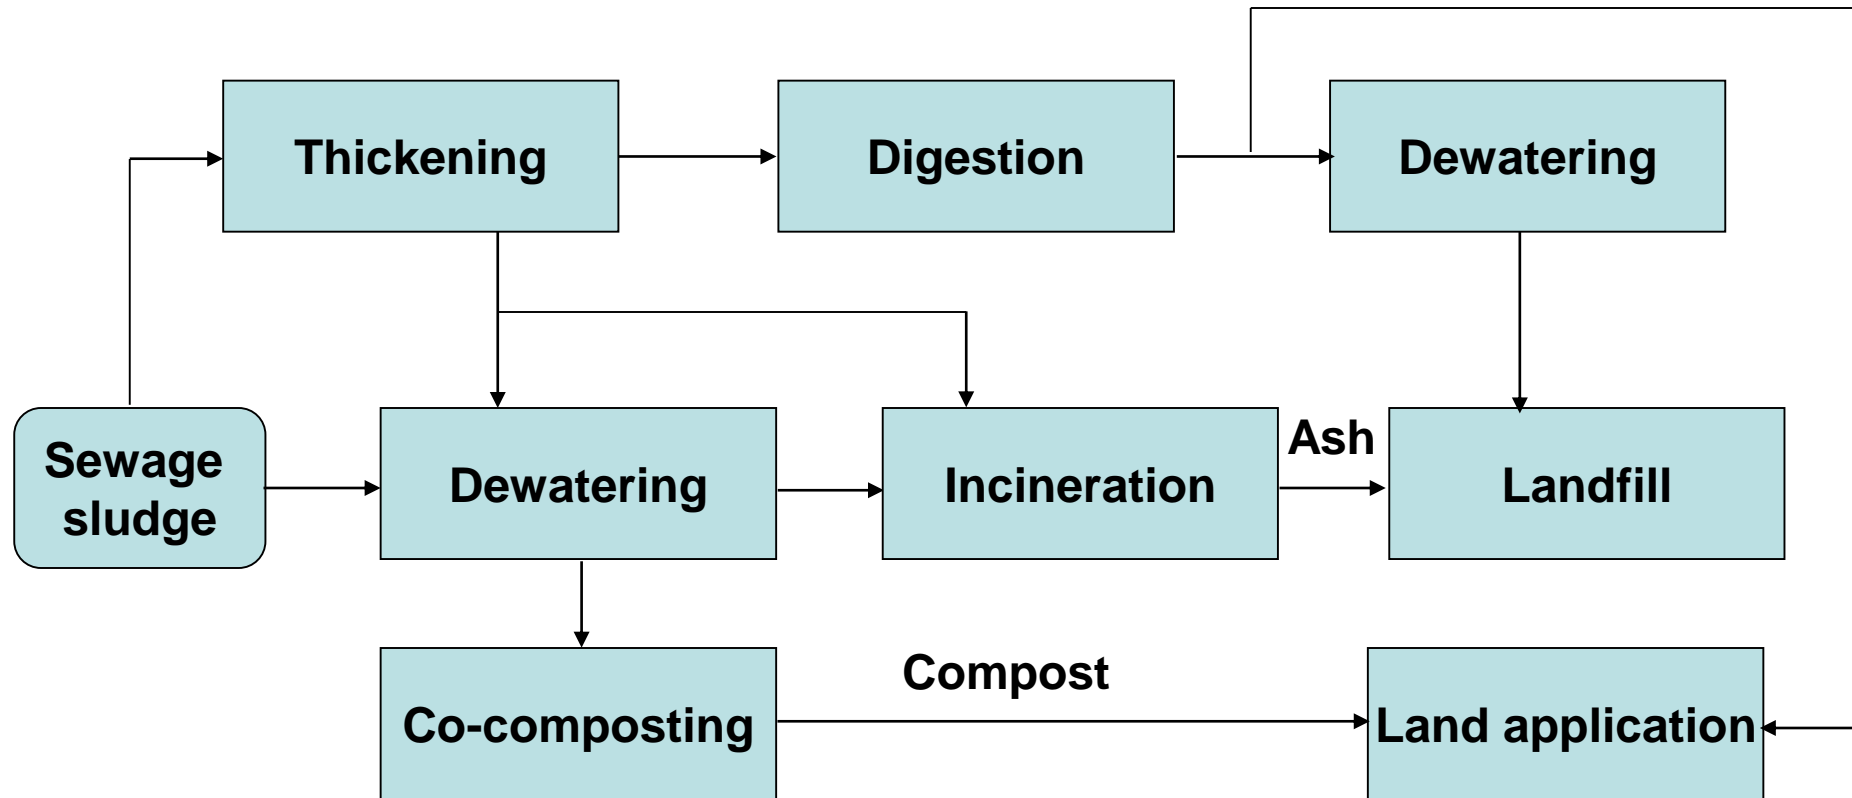 Thickening
Digestion
Dewatering
Sewage
sludge
Dewatering
Incineration
Ash
Landfill
Compost
Co-composting
Land application